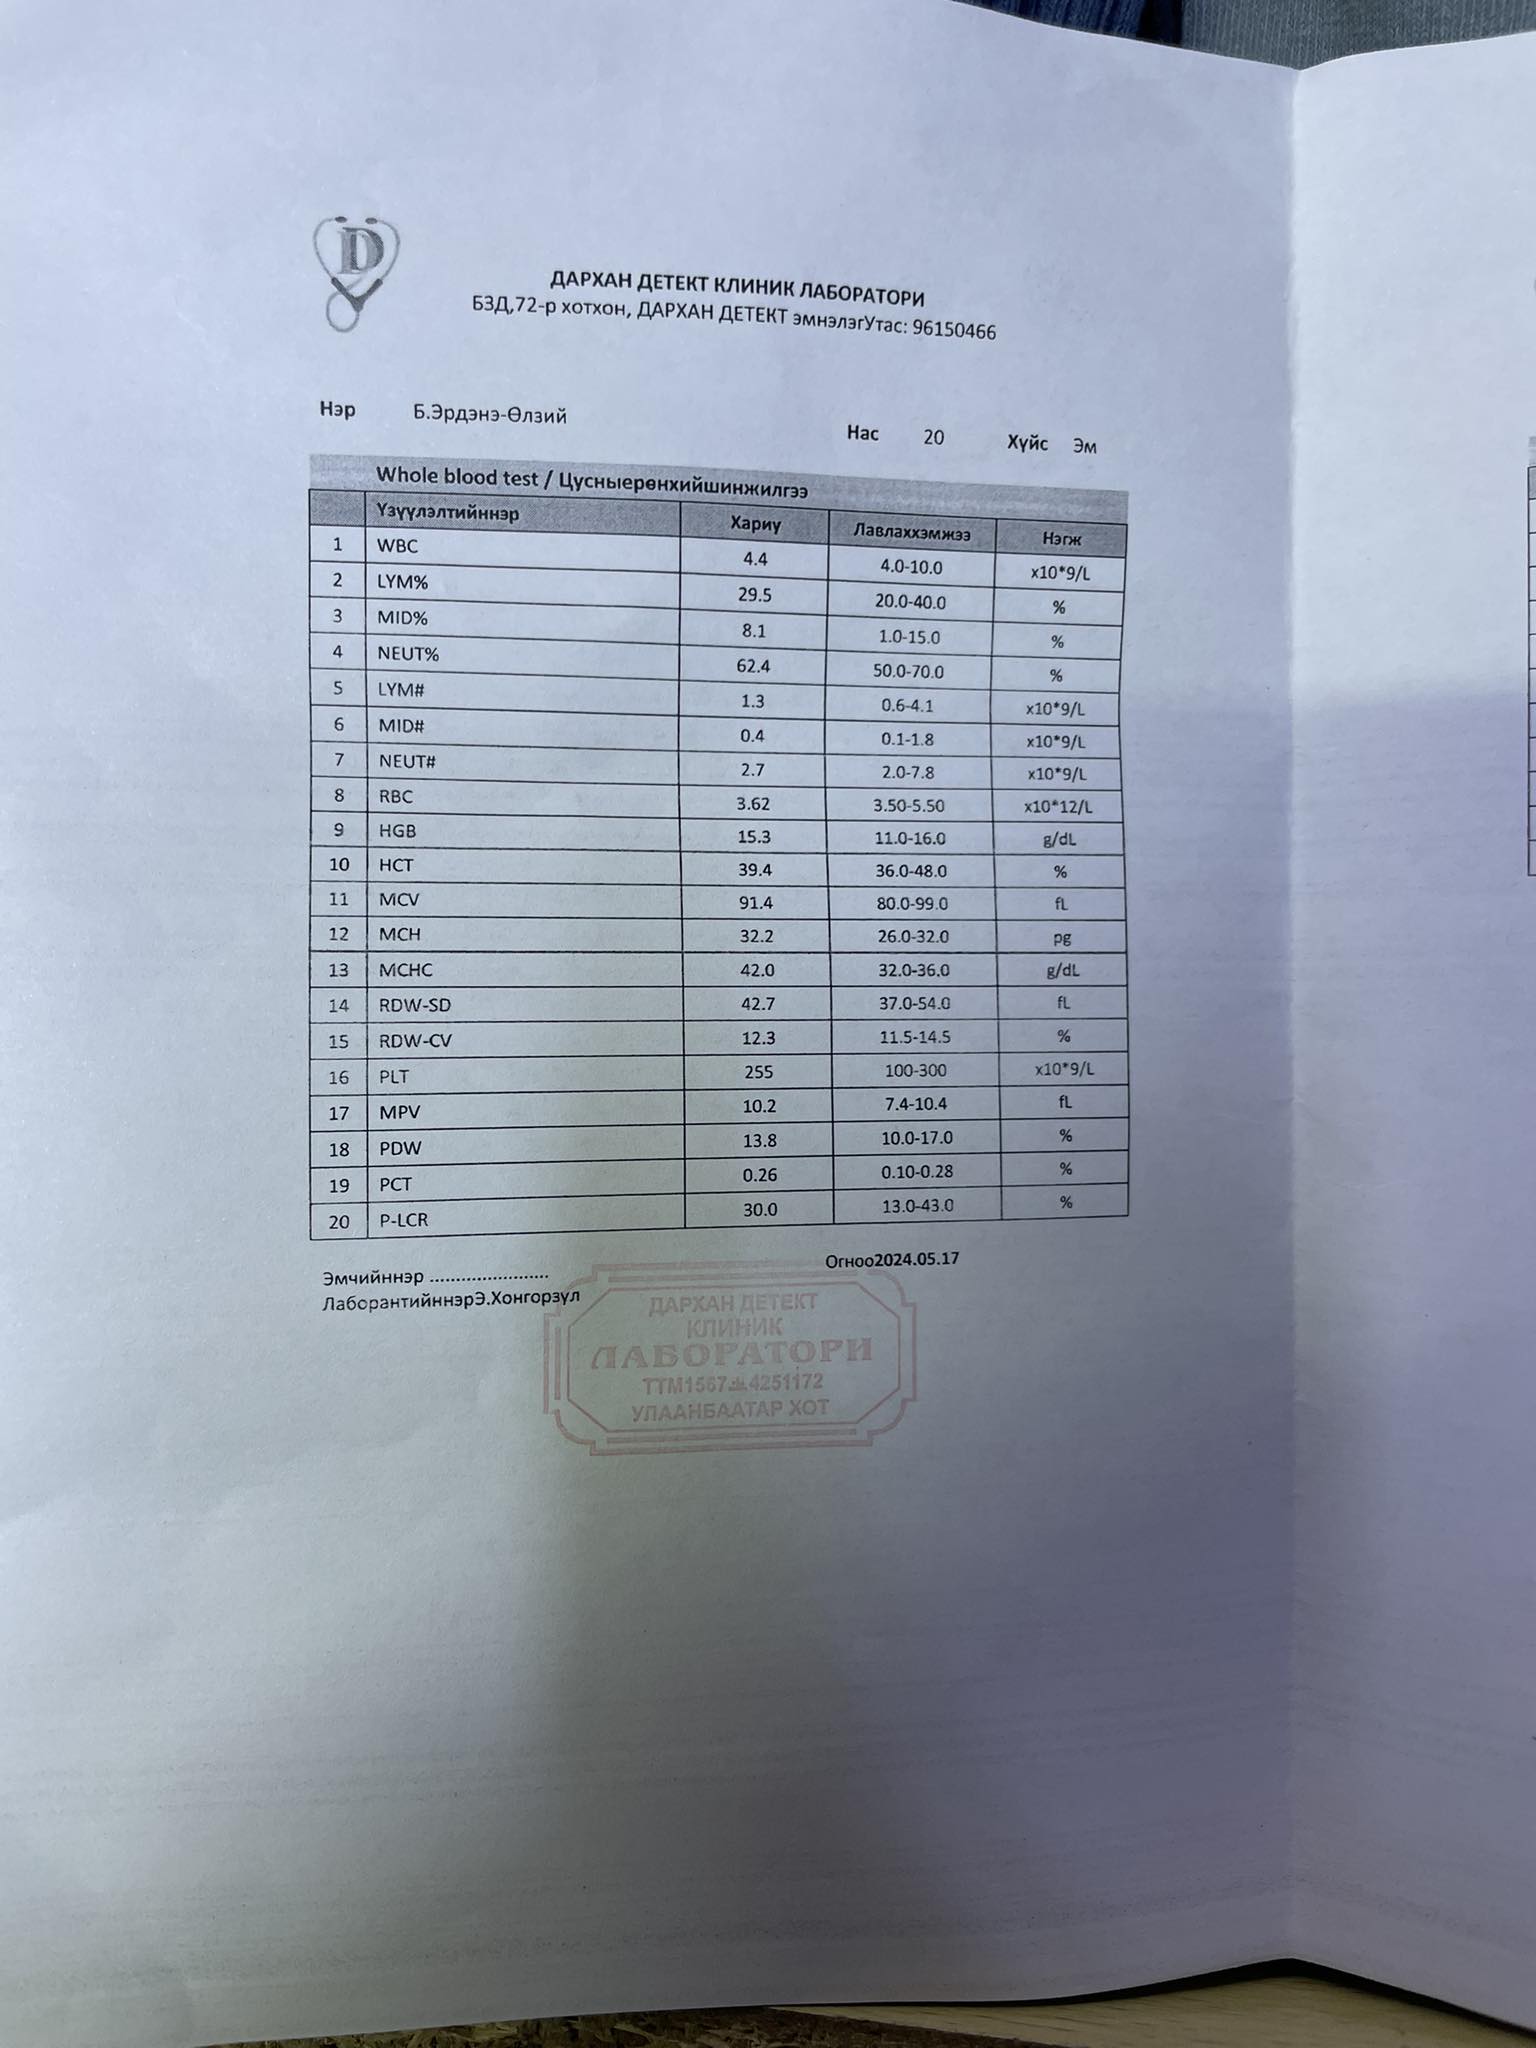 D
ДАРХАН ДЕТЕКТ КЛИНИК ЛАБОРАТОРИ
БЗД,72-р хотхон, ДАРХАН ДЕТЕКТ эмнэлэгУтас: 96150466
Нэр Б.Эрдэнэ-Өлзий Нас 20 Хүйс Эм
Whole blood test / Цусныерөнхийшинжилгээ
Үзүүлэлтийннэр Хариу Лавлаххэмжээ Нэгж
1 WBC 4.4 4.0-10.0 x10*9/L
2 LYM% 29.5 20.0-40.0 %
3 MID% 8.1 1.0-15.0 %
4 NEUT% 62.4 50.0-70.0 %
5 LYM# 1.3 0.6-4.1 x10*9/L
6 MID# 0.4 0.1-1.8 x10*9/L
7 NEUT# 2.7 2.0-7.8 x10*9/L
8 RBC 3.62 3.50-5.50 x10*12/L
9 HGB 15.3 11.0-16.0 g/dL
10 HCT 39.4 36.0-48.0 %
11 MCV 91.4 80.0-99.0 fL
12 MCH 32.2 26.0-32.0 pg
13 MCHC 42.0 32.0-36.0 g/dL
14 RDW-SD 42.7 37.0-54.0 fL
15 RDW-CV 12.3 11.5-14.5 %
16 PLT 255 100-300 x10*9/L
17 MPV 10.2 7.4-10.4 fL
18 PDW 13.8 10.0-17.0 %
19 PCT 0.26 0.10-0.28 %
20 P-LCR 30.0 13.0-43.0 %
Эмчийннэр ....................... Огноо2024.05.17
ЛаборантийннэрЭ.Хонгорзүл
ДАРХАН ДЕТЕКТ
КЛИНИК
ЛАБОРАТОРИ
ТТМ1567 4251172
УЛААНБААТАР ХОТ